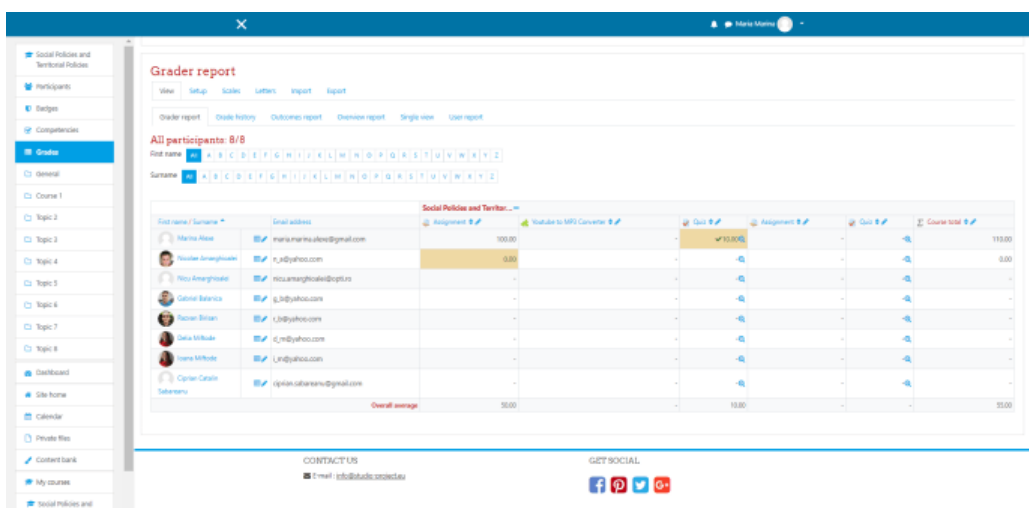 Maria Marina
Social Policies and
Territorial Policies
Participants
Badges
Competencies
Grades
General
Course 1
Topic 2
Topic 3
Topic 4
Topic 5
Topic 6
Topic 7
Topic 8
Dashboard
Site home
Calendar
Private files
Content bank
My courses
Social Policies and
Grader report
View Setup Scales Letters Import Export
Grader report Grade history Outcomes report Overview report Single view User report
All participants: 8/8
First name All A B C D E F G H I J K L M N O P Q R S T U V W X Y Z
Surname All A B C D E F G H I J K L M N O P Q R S T U V W X Y Z
Social Policies and Territor...
First name / Surname Email address Assignment Youtube to MP3 Converter Quiz Assignment Quiz Course total
Marina Alexe maria.marina.alexe@gmail.com 100.00 - 10.00 - - 110.00
Nicolae Amarghioalei n_a@yahoo.com 0.00 - - - - 0.00
Nicu Amarghioalei nicu.amarghioalei@opti.ro - - - - - -
Gabriel Balanica g_b@yahoo.com - - - - - -
Razvan Birisan r_b@yahoo.com - - - - - -
Delia Miftode d_m@yahoo.com - - - - - -
Ioana Miftode i_m@yahoo.com - - - - - -
Ciprian Catalin
Sabareanu ciprian.sabareanu@gmail.com - - - - - -
Overall average 50.00 - 10.00 - - 55.00
CONTACT US
E-mail : info@studic-project.eu
GET SOCIAL